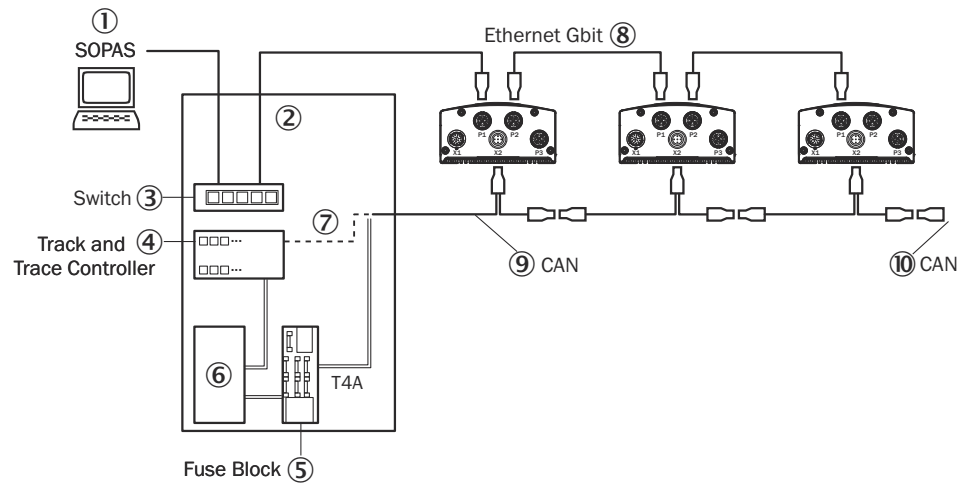 ①
SOPAS
Ethernet Gbit ⑧
②
P1 P2
X1 X2 P3
P1 P2
X1 X2 P3
P1 P2
X1 X2 P3
Switch ③
Track and ④
Trace Controller
⑦
⑨ CAN
⑩ CAN
⑥
T4A
Fuse Block ⑤